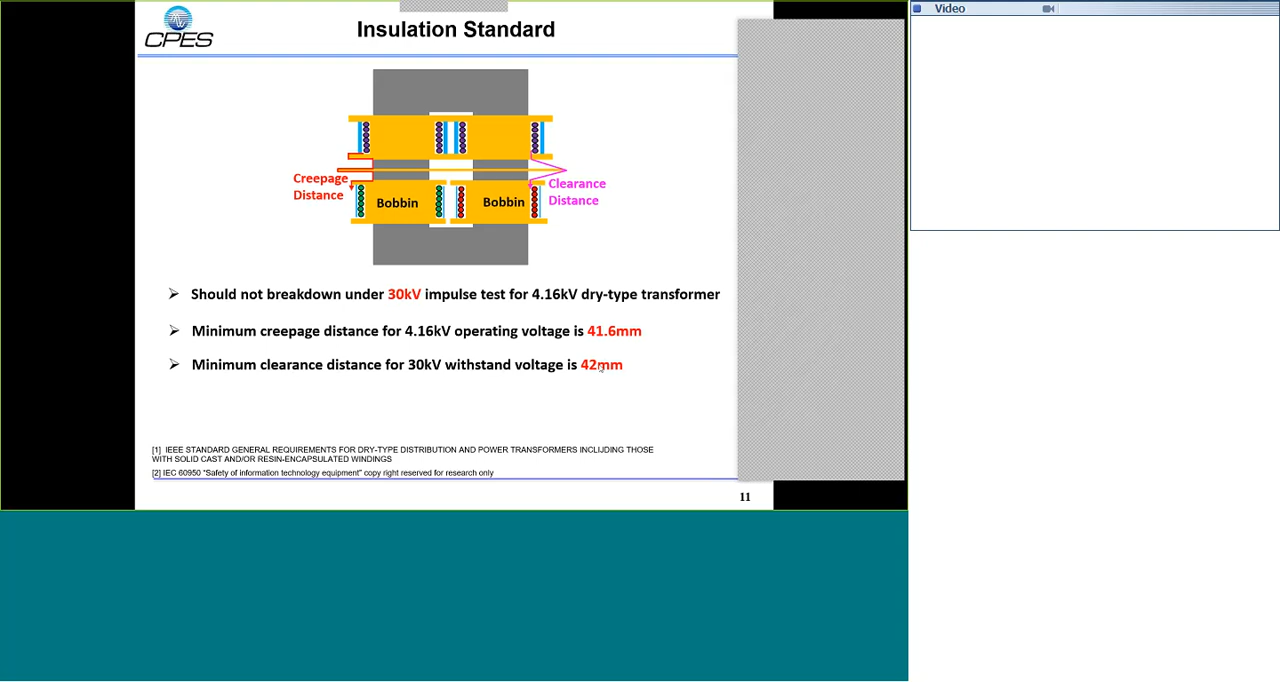 Video
CPES
Insulation Standard
Creepage
Distance
Clearance
Distance
Bobbin
Bobbin
Should not breakdown under 30kV impulse test for 4.16kV dry-type transformer
Minimum creepage distance for 4.16kV operating voltage is 41.6mm
Minimum clearance distance for 30kV withstand voltage is 42mm
[1] IEEE STANDARD GENERAL REQUIREMENTS FOR DRY-TYPE DISTRIBUTION AND POWER TRANSFORMERS INCLUDING THOSE
WITH SOLID CAST AND/OR RESIN-ENCAPSULATED WINDINGS
[2] IEC 60950 "Safety of information technology equipment" copy right reserved for research only
11